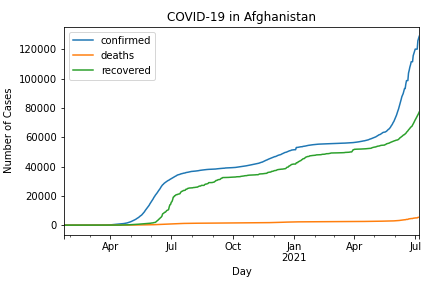 COVID-19 in Afghanistan
confirmed
deaths
recovered
Number of Cases
120000
100000
80000
60000
40000
20000
0
Apr Jul Oct Jan Apr Jul
2021
Day